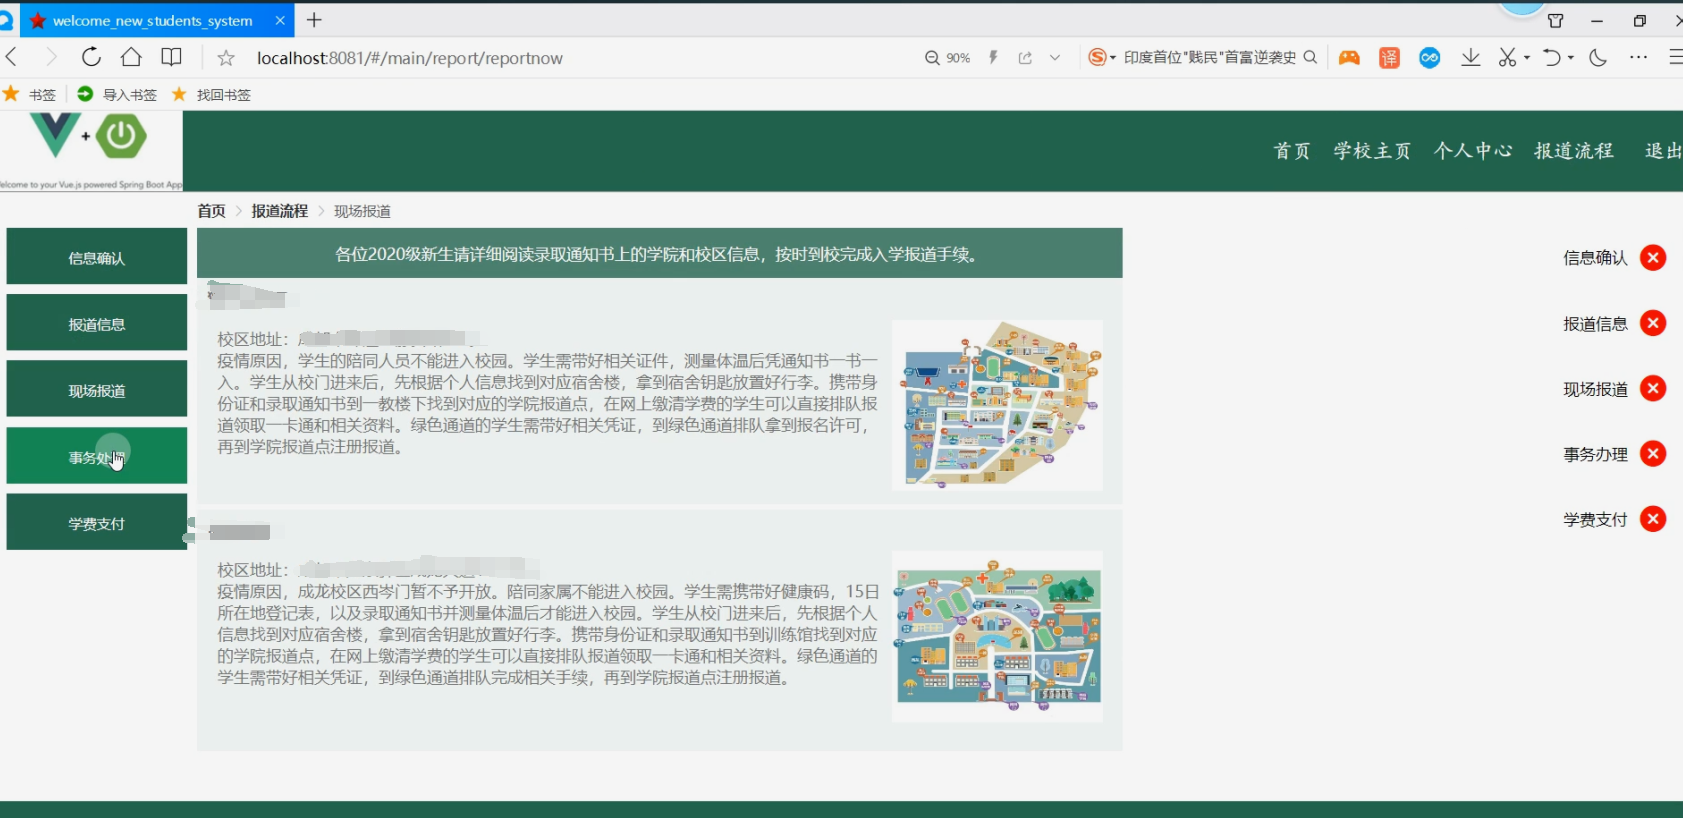 welcome_new_students_system
localhost:8081/#/main/report/reportnow
90%
印度首位"贱民"首富逆袭史
译
书签
导入书签
找回书签
+
elcome to your Vue.js powered Spring Boot App
首页
学校主页
个人中心
报道流程
退出
首页 > 报道流程 > 现场报道
信息确认
报道信息
现场报道
事务处理
学费支付
各位2020级新生请详细阅读录取通知书上的学院和校区信息，按时到校完成入学报道手续。
校区地址：
疫情原因，学生的陪同人员不能进入校园。学生需带好相关证件，测量体温后凭通知书一书一
入。学生从校门进来后，先根据个人信息找到对应宿舍楼，拿到宿舍钥匙放置好行李。携带身
份证和录取通知书到一教楼下找到对应的学院报道点，在网上缴清学费的学生可以直接排队报
道领取一卡通和相关资料。绿色通道的学生需带好相关凭证，到绿色通道排队拿到报名许可，
再到学院报道点注册报道。
校区地址：
疫情原因，成龙校区西岑门暂不予开放。陪同家属不能进入校园。学生需携带好健康码，15日
所在地登记表，以及录取通知书并测量体温后才能进入校园。学生从校门进来后，先根据个人
信息找到对应宿舍楼，拿到宿舍钥匙放置好行李。携带身份证和录取通知书到训练馆找到对应
的学院报道点，在网上缴清学费的学生可以直接排队报道领取一卡通和相关资料。绿色通道的
学生需带好相关凭证，到绿色通道排队完成相关手续，再到学院报道点注册报道。
信息确认
报道信息
现场报道
事务办理
学费支付